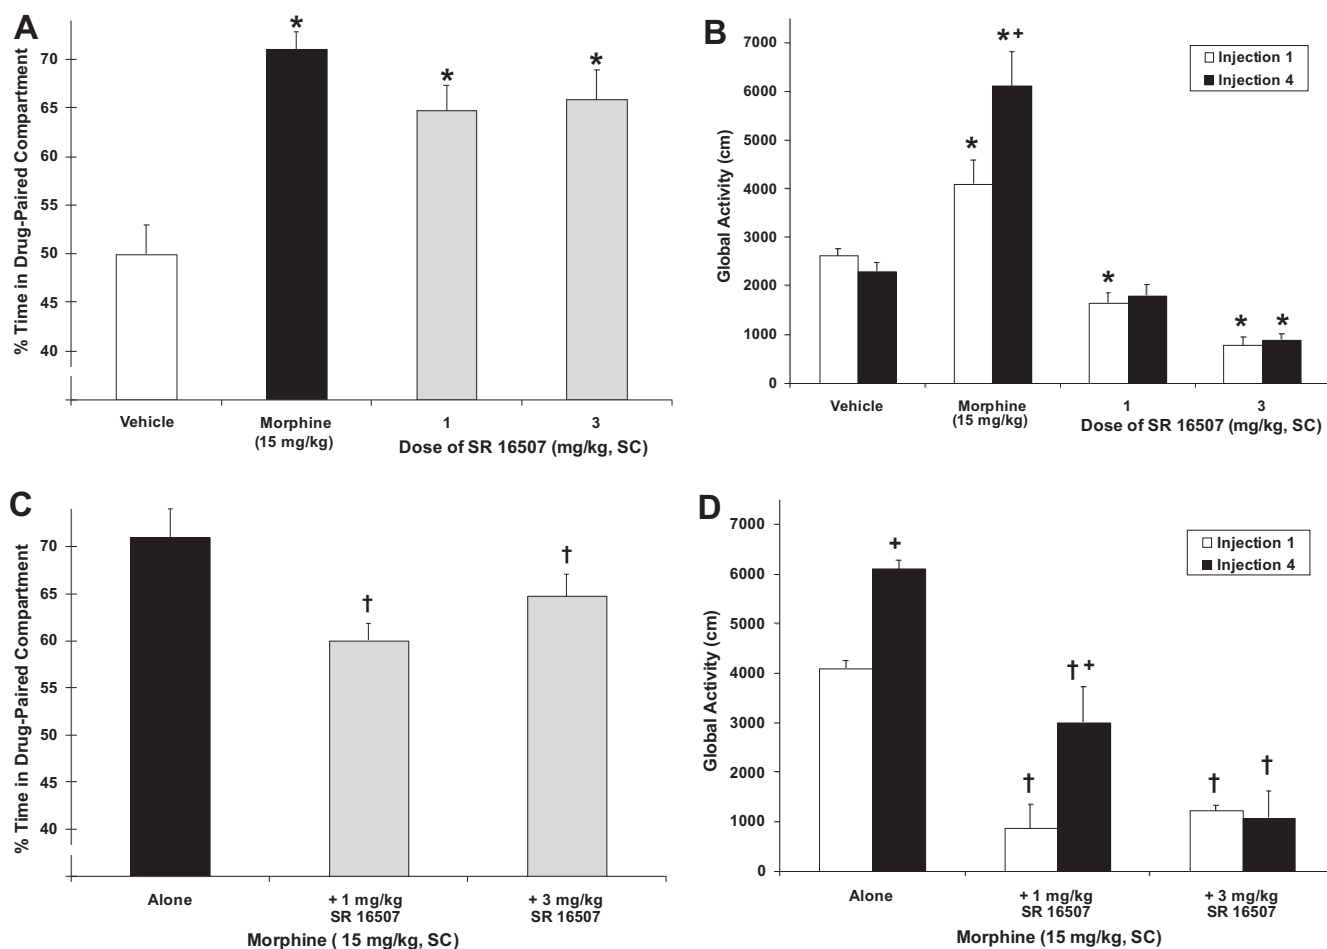 A
% Time in Drug-Paired Compartment
70
65
60
55
50
45
40
*
*
*
Vehicle
Morphine
(15 mg/kg)
1
3
Dose of SR 16507 (mg/kg, SC)
B
Global Activity (cm)
7000
6000
5000
4000
3000
2000
1000
0
Injection 1
Injection 4
*
*+
*
*
*
Vehicle
Morphine
(15 mg/kg)
1
3
Dose of SR 16507 (mg/kg, SC)
C
% Time in Drug-Paired Compartment
70
65
60
55
50
45
40
†
†
Alone
+ 1 mg/kg
SR 16507
+ 3 mg/kg
SR 16507
Morphine ( 15 mg/kg, SC)
D
Global Activity (cm)
7000
6000
5000
4000
3000
2000
1000
0
Injection 1
Injection 4
+
†
†+
†
†
Alone
+ 1 mg/kg
SR 16507
+ 3 mg/kg
SR 16507
Morphine (15 mg/kg, SC)